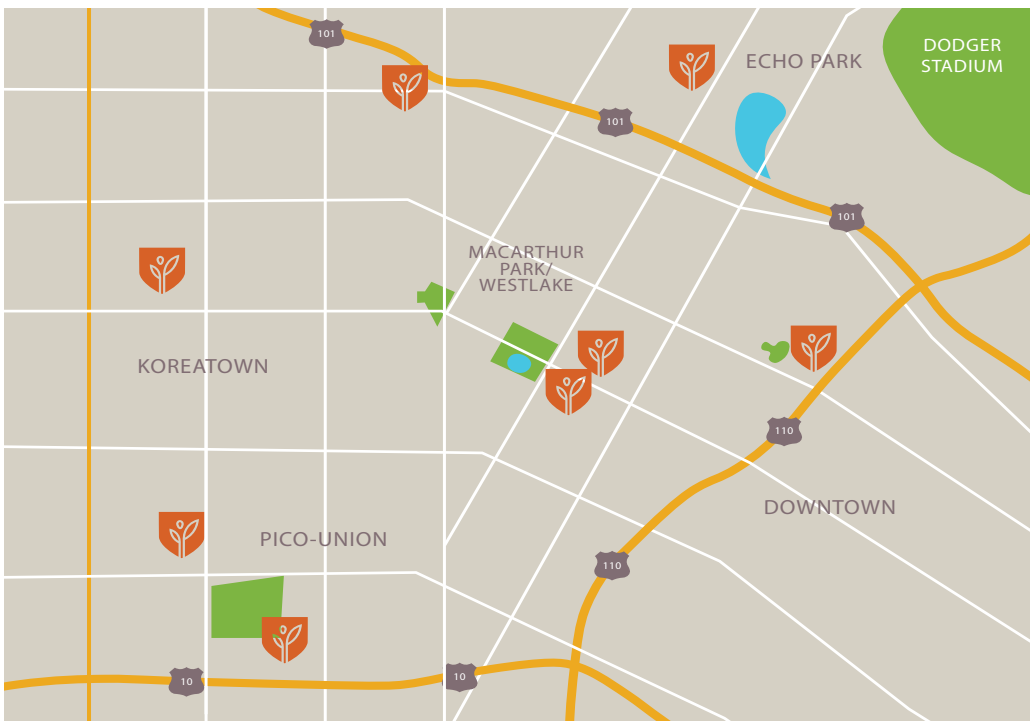 101
ECHO PARK
DODGER
STADIUM
101
101
MACARTHUR
PARK/
WESTLAKE
KOREATOWN
110
DOWNTOWN
PICO-UNION
110
10
10